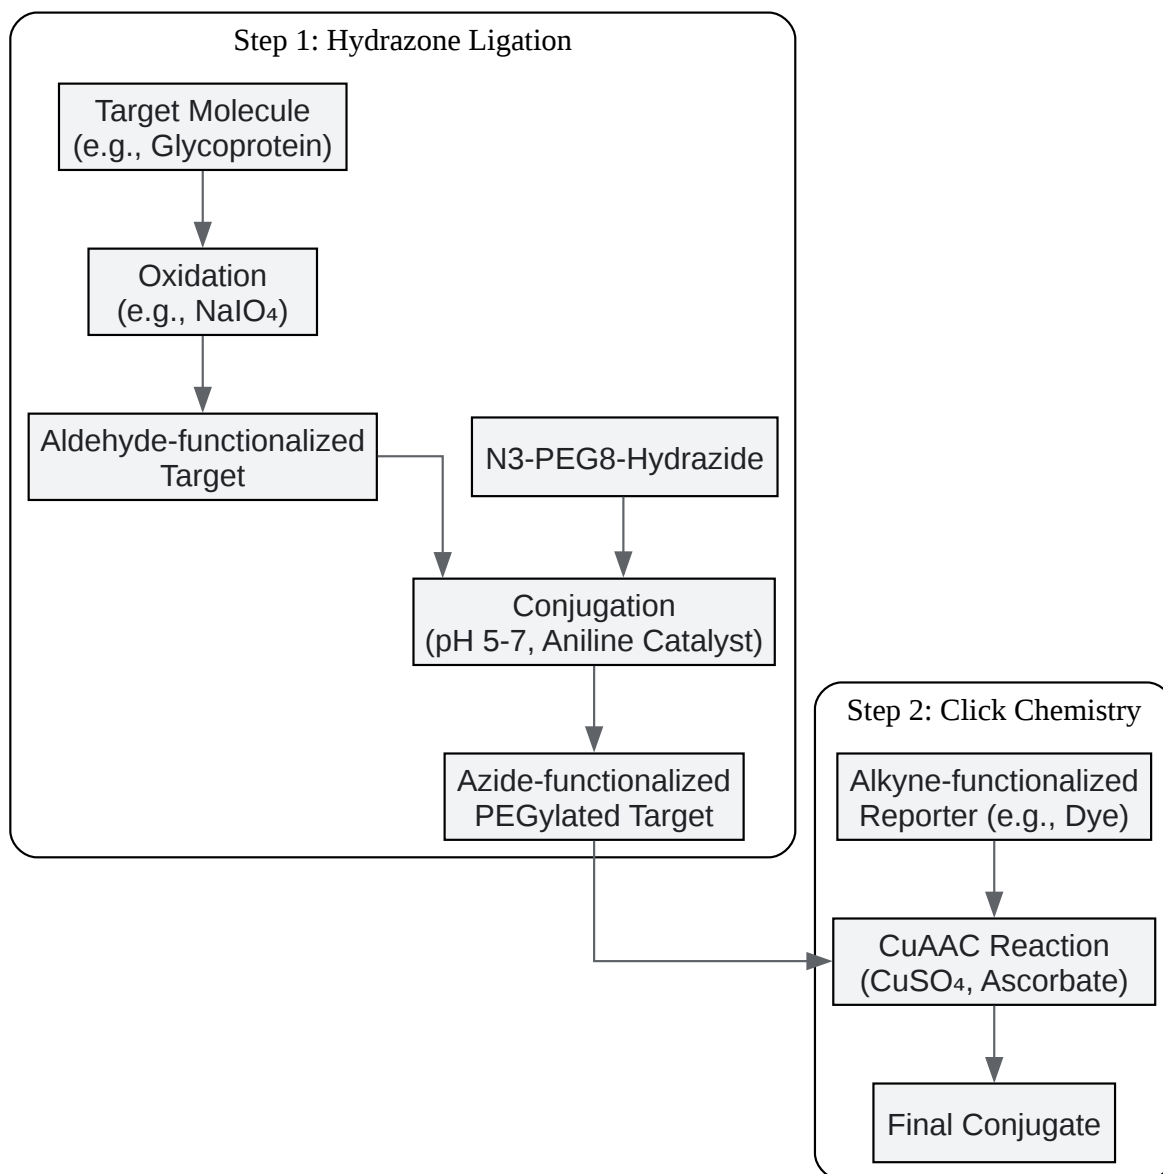 Step 1: Hydrazone Ligation
Target Molecule
(e.g., Glycoprotein)
Oxidation
(e.g., NaIO₄)
Aldehyde-functionalized
Target
N3-PEG8-Hydrazide
Conjugation
(pH 5-7, Aniline Catalyst)
Azide-functionalized
PEGylated Target
Step 2: Click Chemistry
Alkyne-functionalized
Reporter (e.g., Dye)
CuAAC Reaction
(CuSO₄, Ascorbate)
Final Conjugate